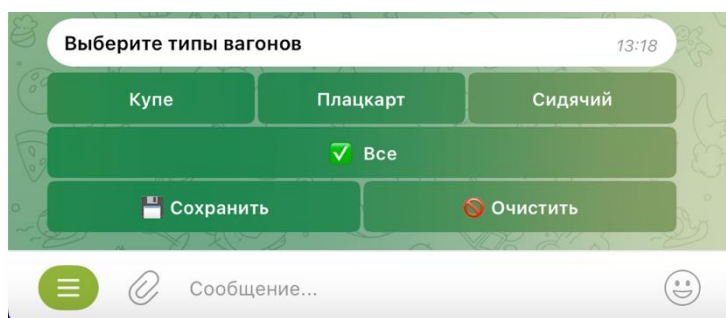 Выберите типы вагонов 13:18
Купе Плацкарт Сидячий
✅ Все
💾 Сохранить 🚫 Очистить
Сообщение...